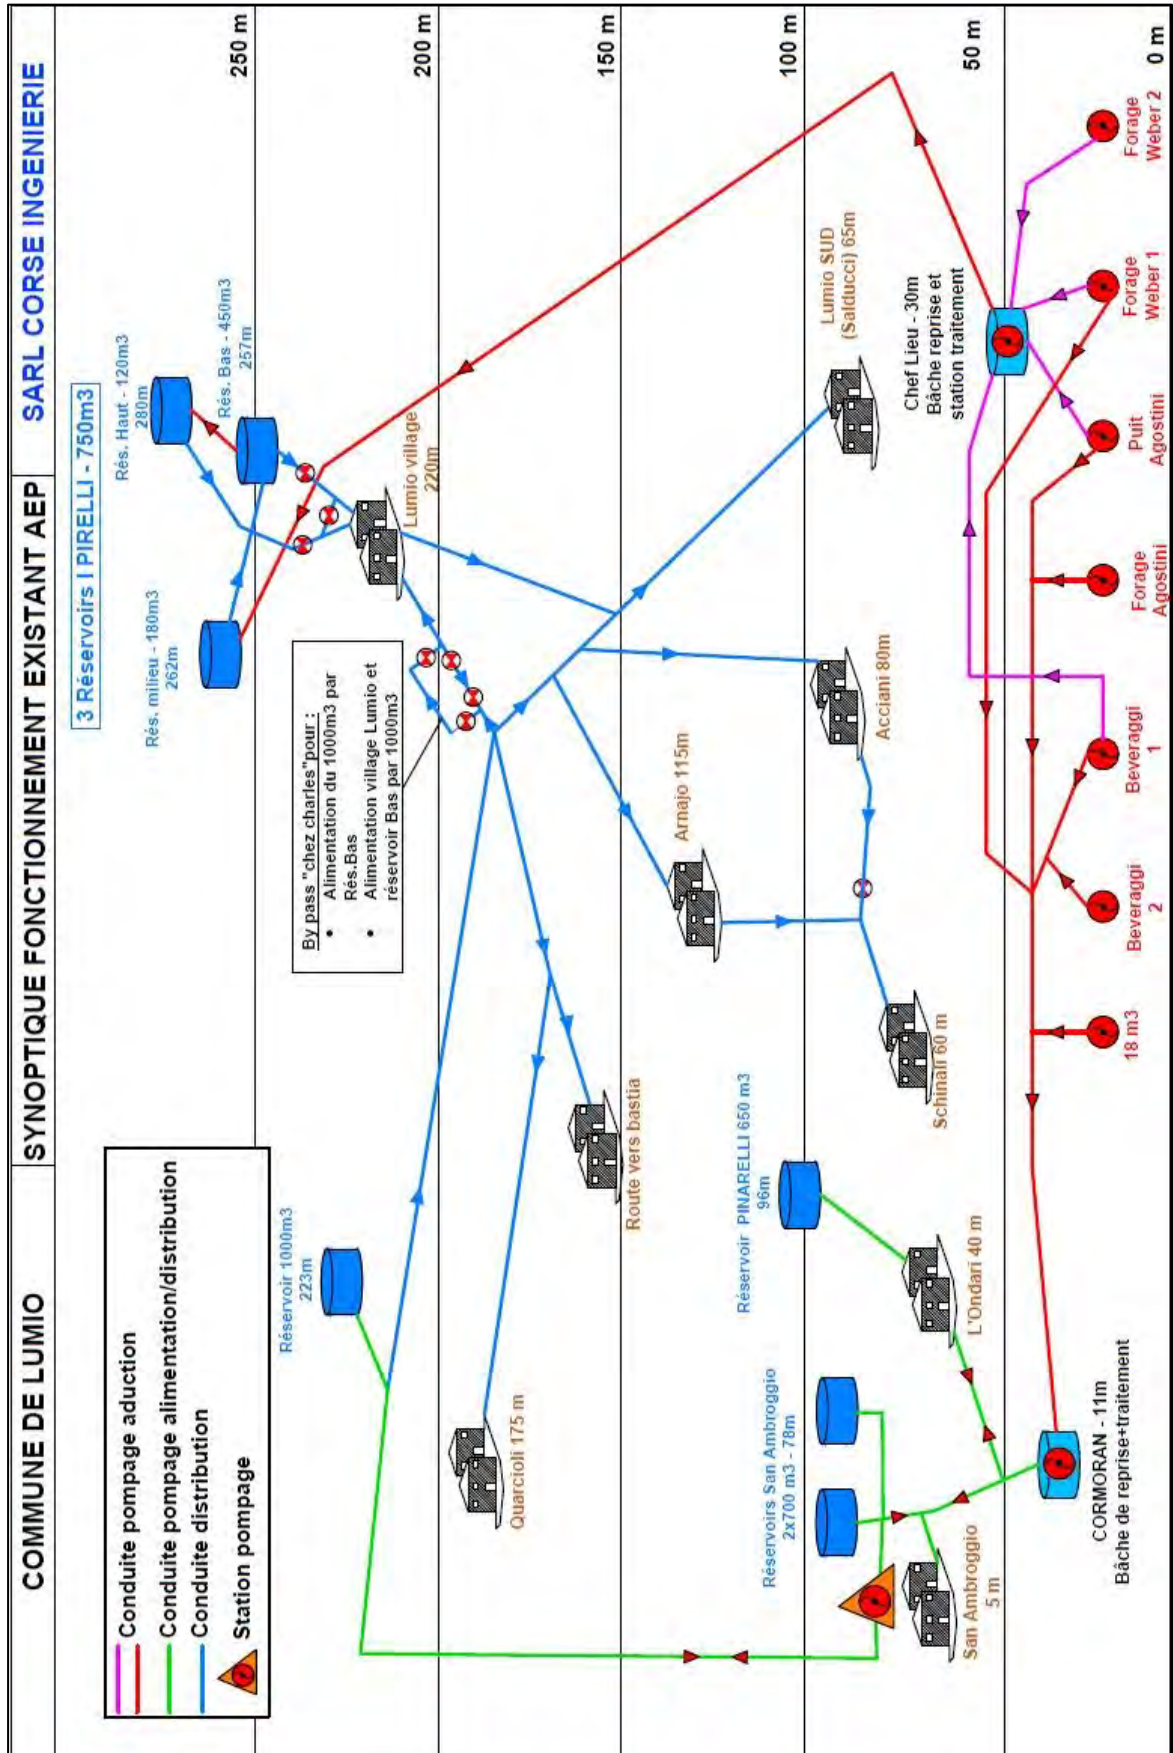 COMMUNE DE LUMIO
SYNOPTIQUE FONCTIONNEMENT EXISTANT AEP
SARL CORSE INGENIERIE
Conduite pompage aduction
Conduite pompage alimentation/distribution
Conduite distribution
Station pompage
3 Réservoirs I PIRELLI - 750m3
Rés. Haut - 120m3
280m
Rés. Bas - 450m3
257m
Rés. milieu - 180m3
262m
250 m
Réservoir 1000m3
223m
By pass "chez charles"pour :
• Alimentation du 1000m3 par
Rés.Bas
• Alimentation village Lumio et
réservoir Bas par 1000m3
Lumio village
220m
200 m
Quarcioli 175 m
Route vers bastia
150 m
Arnajo 115m
Réservoirs San Ambroggio
2x700 m3 - 78m
Réservoir PINARELLI 650 m3
96m
Acciani 80m
Lumio SUD
(Salducci) 65m
100 m
San Ambroggio
5 m
L'Ondari 40 m
Schinali 60 m
Chef Lieu - 30m
Bâche reprise et
station traitement
50 m
CORMORAN - 11m
Bâche de reprise+traitement
18 m3
Beveraggi
2
Beveraggi
1
Forage
Agostini
Puit
Agostini
Forage
Weber 1
Forage
Weber 2
0 m